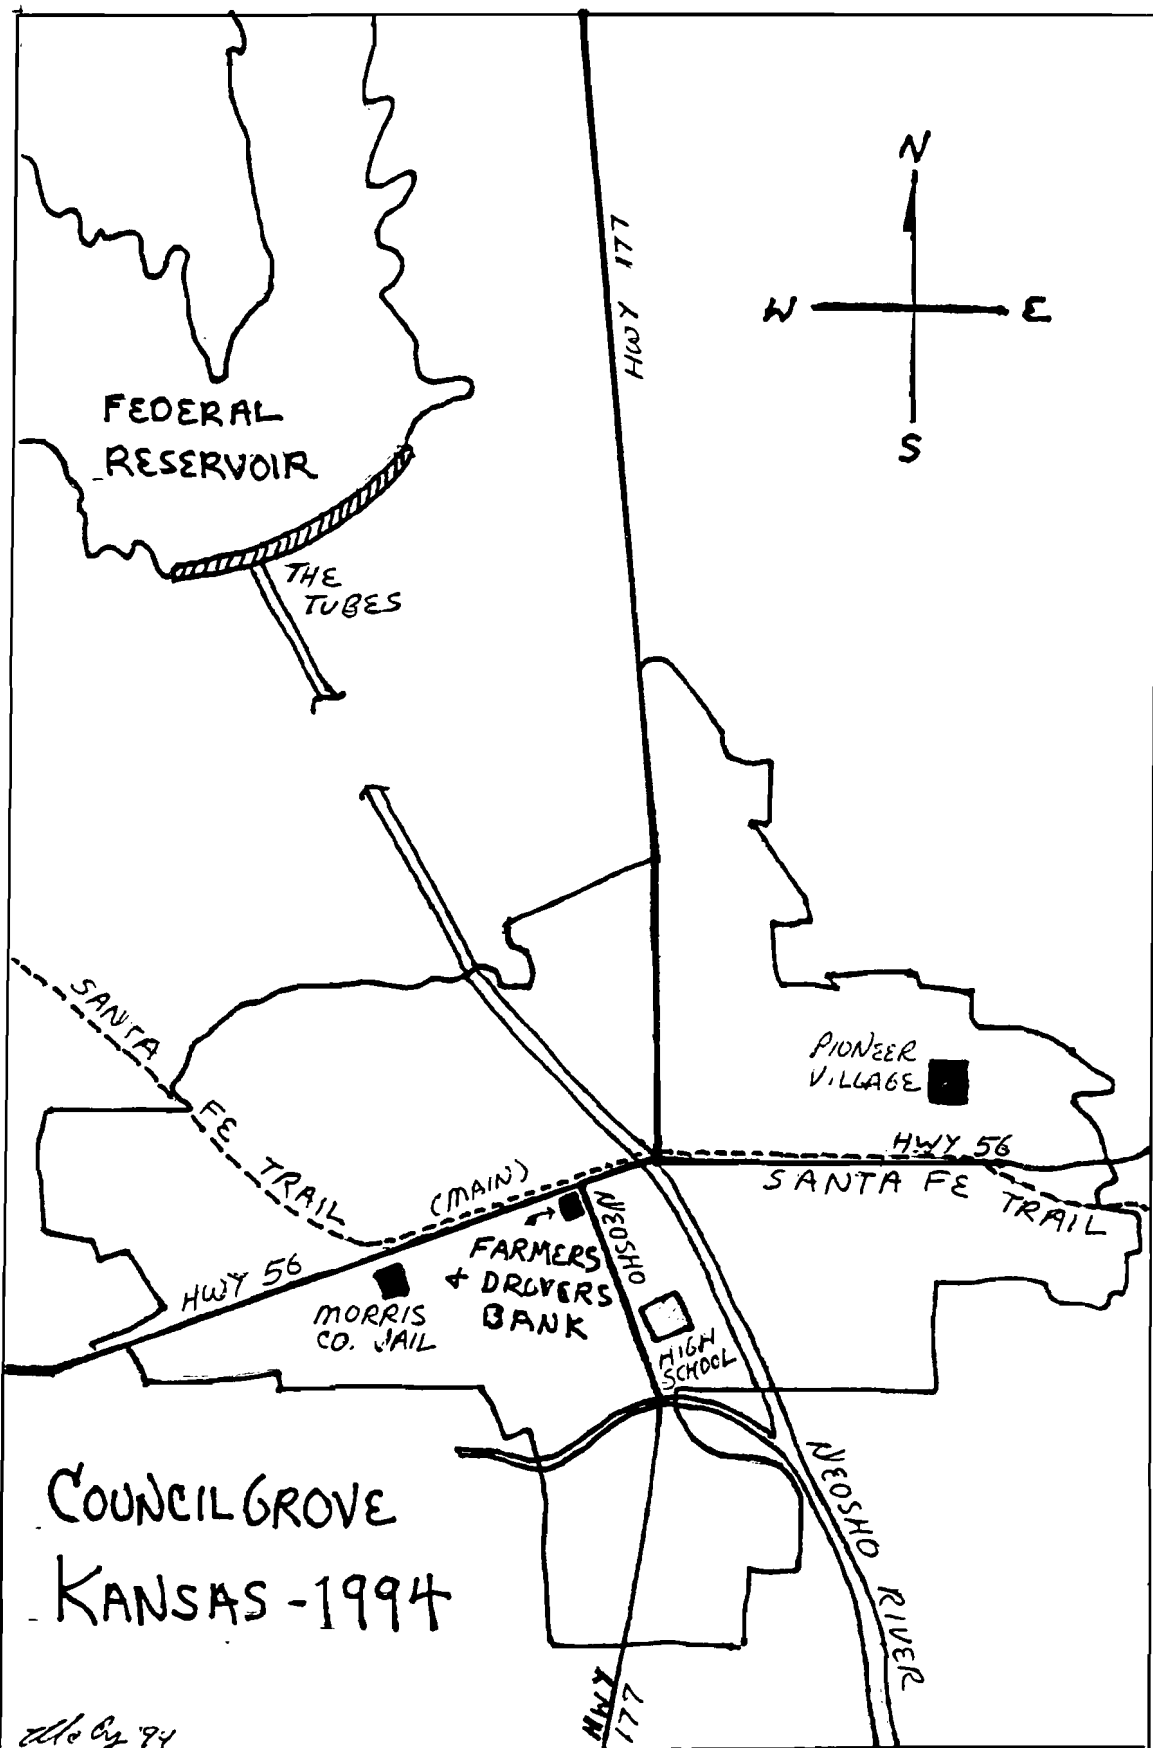 N
W E
S
HWY 177
FEDERAL
RESERVOIR
THE
TUBES
PIONEER
VILLAGE
SANTA
FE
TRAIL
(MAIN)
HWY 56
SANTA FE
TRAIL
NEOSHO
HWY 56
FARMERS
+ DROVERS
BANK
MORRIS
CO. JAIL
HIGH
SCHOOL
NEOSHO
RIVER
COUNCIL GROVE
KANSAS - 1994
HWY
177
'94